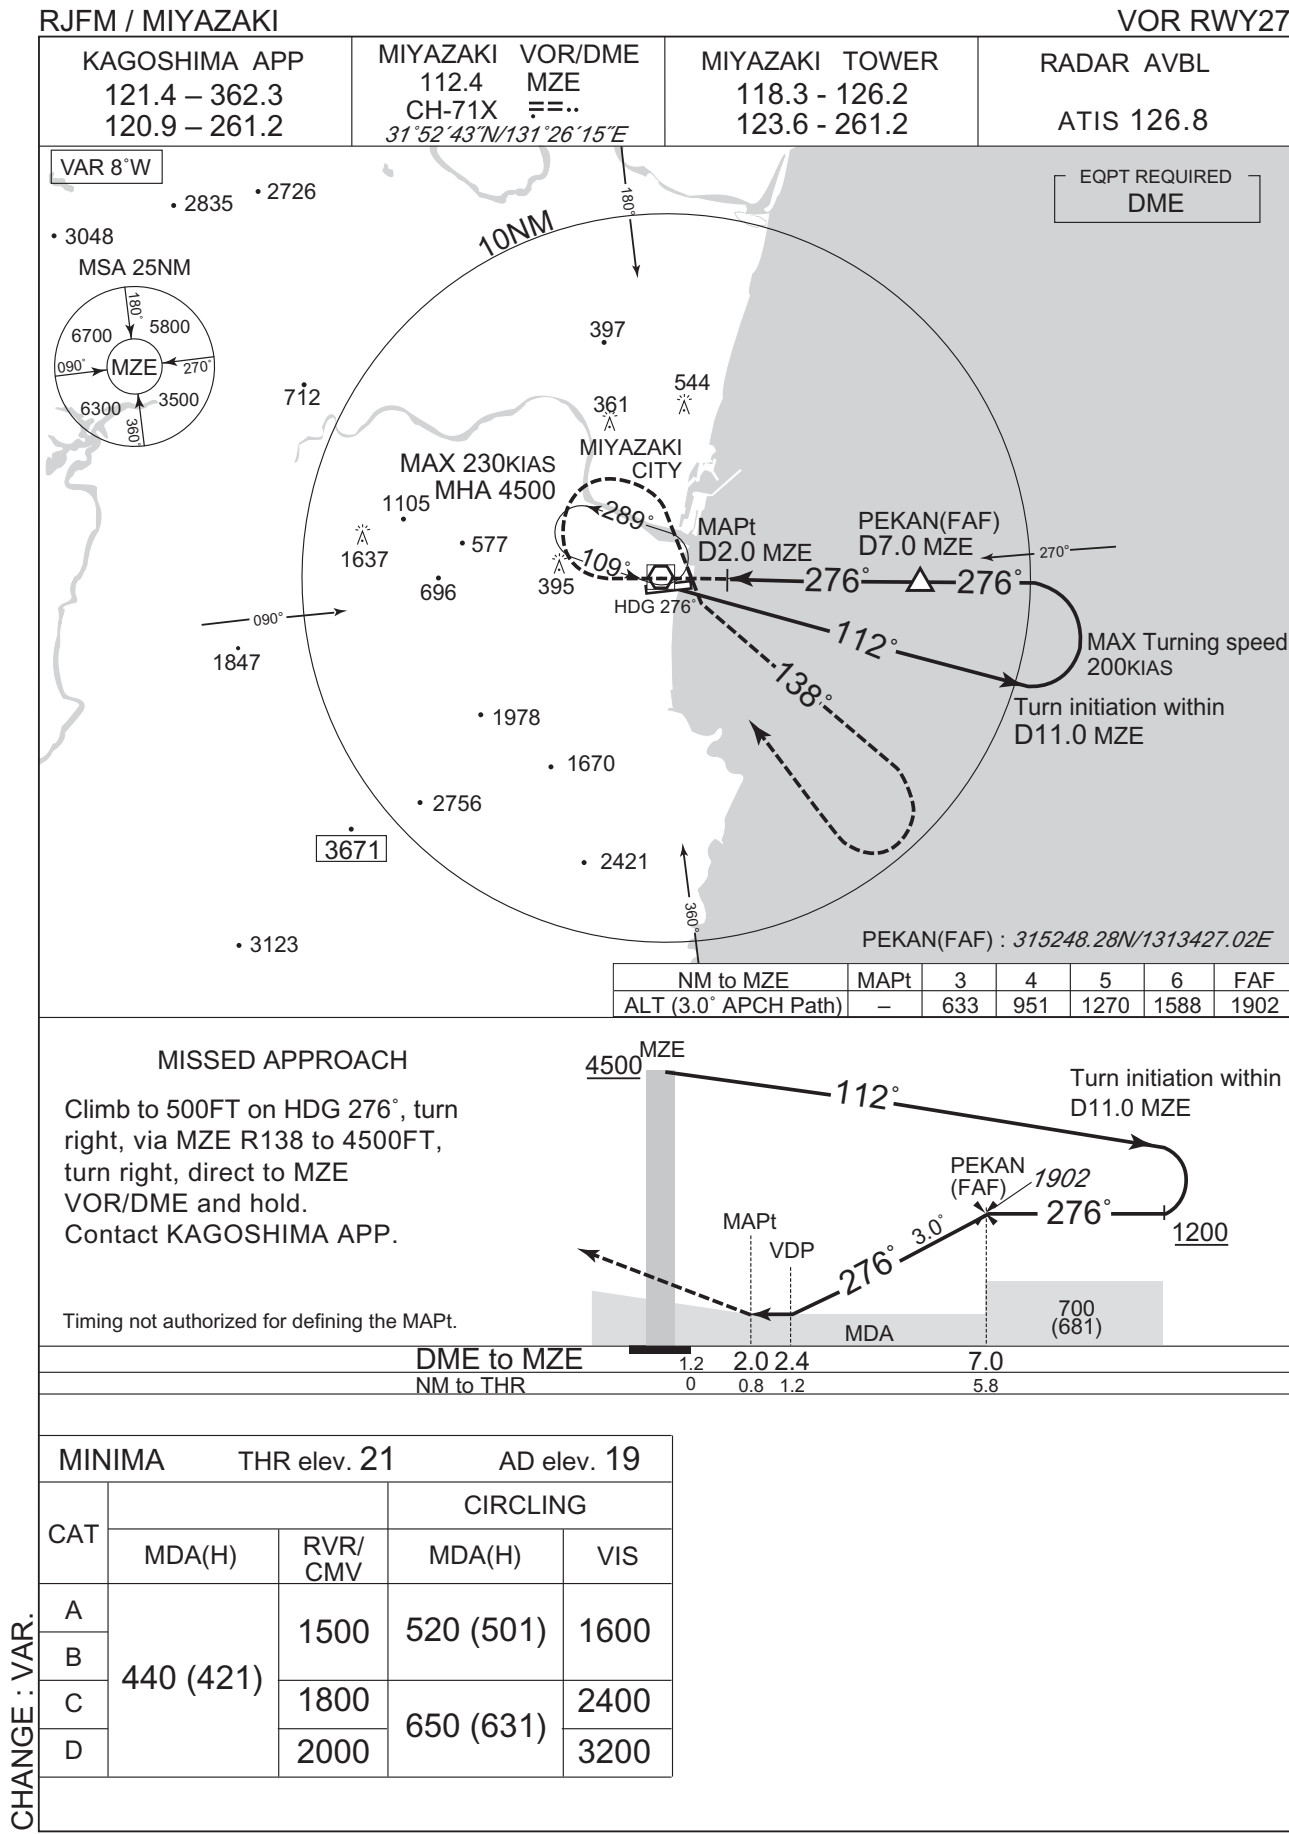 RJFM / MIYAZAKI
VOR RWY27
KAGOSHIMA APP
121.4 – 362.3
120.9 – 261.2
MIYAZAKI VOR/DME
112.4 MZE
CH-71X
31°52′43″N/131°26′15″E
MIYAZAKI TOWER
118.3 - 126.2
123.6 - 261.2
RADAR AVBL
ATIS 126.8
VAR 8°W
EQPT REQUIRED
DME
2835
2726
3048
MSA 25NM
180°
6700
5800
090°
MZE
270°
6300
3500
360°
10NM
180°
397
712
361
544
MIYAZAKI
CITY
MAX 230KIAS
MHA 4500
1105
1637
577
696
395
289°
109°
HDG 276°
MAPt
D2.0 MZE
PEKAN(FAF)
D7.0 MZE
270°
276°
276°
090°
1847
112°
138°
MAX Turning speed
200KIAS
Turn initiation within
D11.0 MZE
1978
1670
2756
3671
2421
3123
360°
PEKAN(FAF) : 315248.28N/1313427.02E
NM to MZE MAPt 3 4 5 6 FAF
ALT (3.0° APCH Path) – 633 951 1270 1588 1902
MISSED APPROACH
Climb to 500FT on HDG 276°, turn
right, via MZE R138 to 4500FT,
turn right, direct to MZE
VOR/DME and hold.
Contact KAGOSHIMA APP.
Timing not authorized for defining the MAPt.
MZE
4500
112°
Turn initiation within
D11.0 MZE
PEKAN
(FAF)
1902
276°
1200
3.0°
276°
MAPt
VDP
MDA
700
(681)
DME to MZE 1.2 2.0 2.4 7.0
NM to THR 0 0.8 1.2 5.8
MINIMA THR elev. 21 AD elev. 19
CAT
CIRCLING
MDA(H)
RVR/
CMV
MDA(H)
VIS
A
B
C
D
440 (421)
1500
1800
2000
520 (501)
650 (631)
1600
2400
3200
CHANGE : VAR.